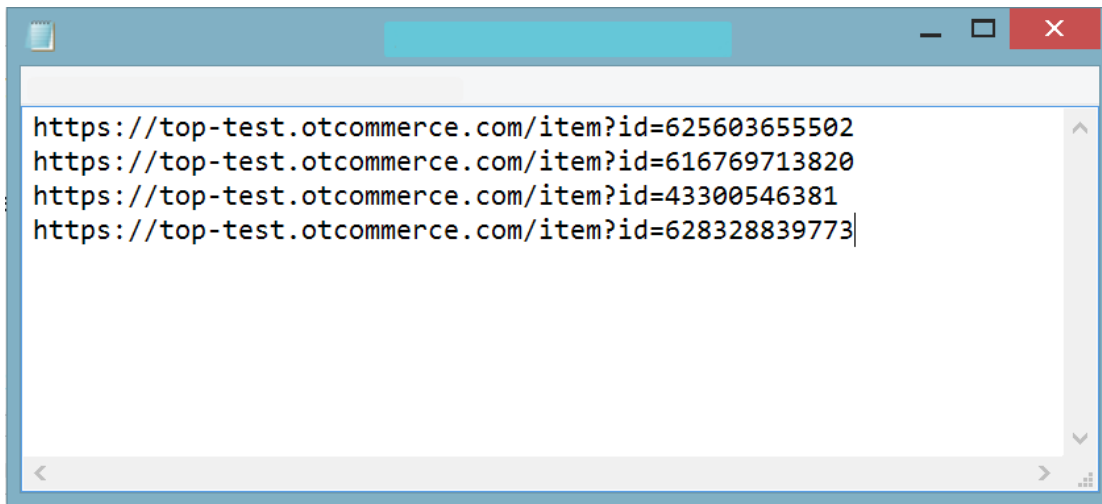 https://top-test.otcommerce.com/item?id=625603655502
https://top-test.otcommerce.com/item?id=616769713820
https://top-test.otcommerce.com/item?id=43300546381
https://top-test.otcommerce.com/item?id=628328839773